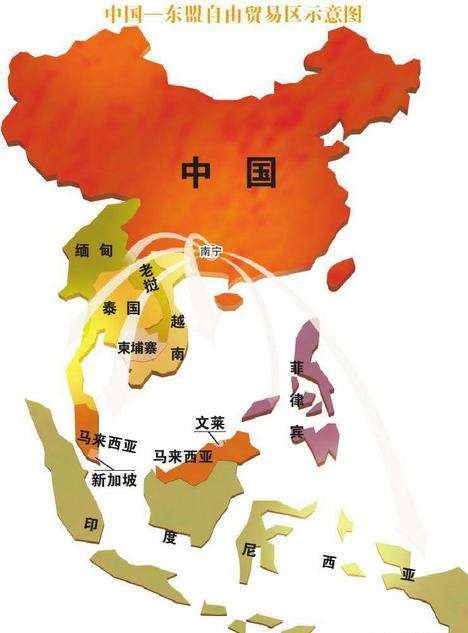 中国—东盟自由贸易区示意图
中国
南宁
缅甸
老挝
泰国
越南
柬埔寨
菲律宾
文莱
马来西亚
马来西亚
新加坡
印度尼西亚